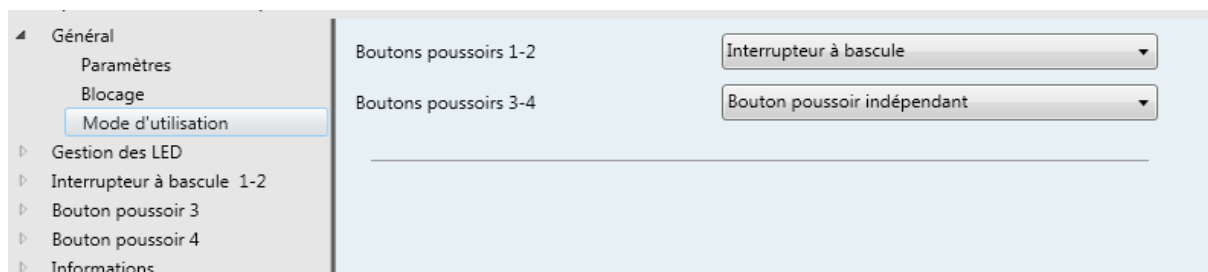 Général
Paramètres
Blocage
Mode d'utilisation
Gestion des LED
Interrupteur à bascule 1-2
Bouton poussoir 3
Bouton poussoir 4
Informations
Boutons poussoirs 1-2
Interrupteur à bascule
Boutons poussoirs 3-4
Bouton poussoir indépendant